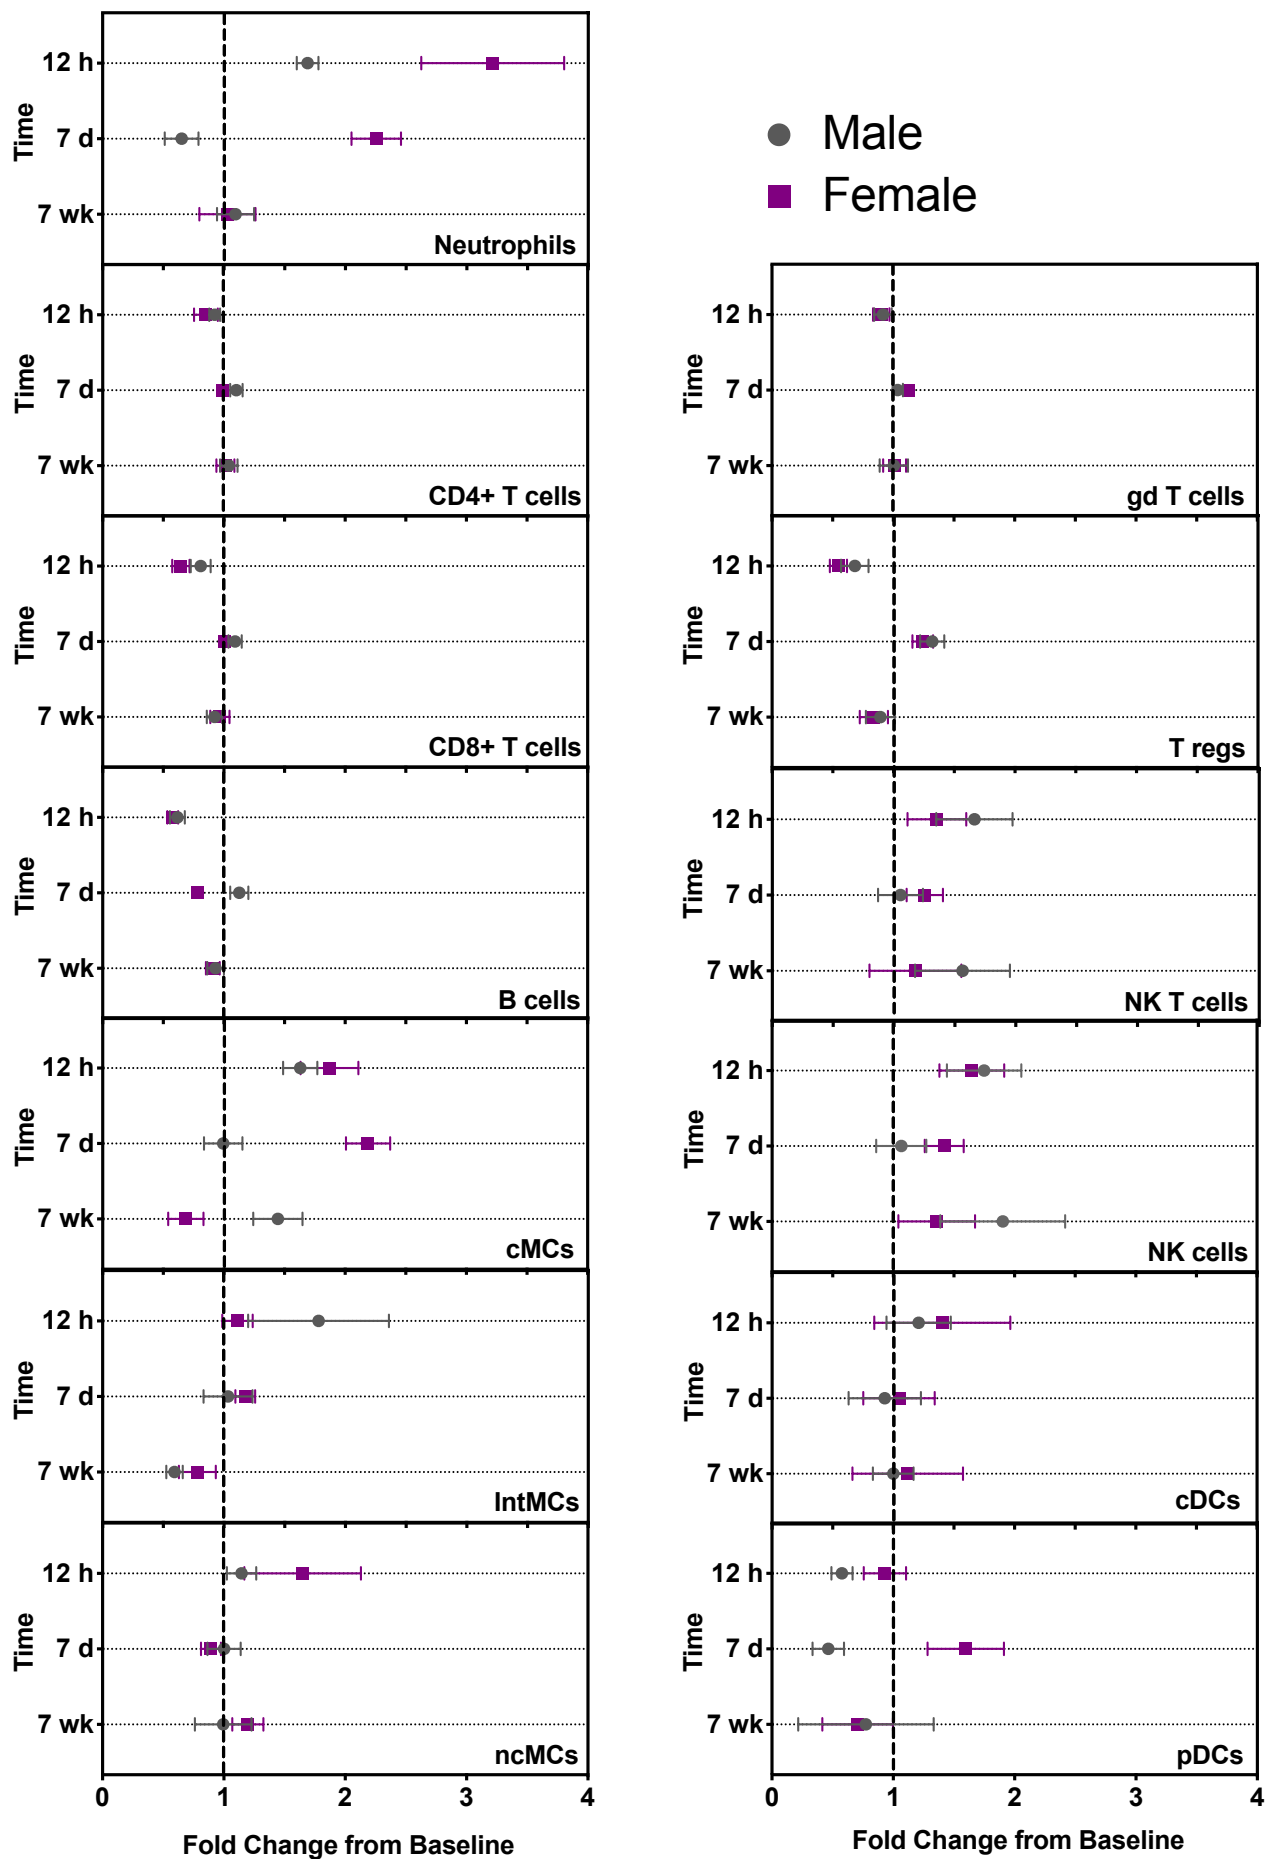 12 h
7 d
7 wk
Time
Neutrophils
12 h
7 d
7 wk
Time
CD4+ T cells
12 h
7 d
7 wk
Time
CD8+ T cells
12 h
7 d
7 wk
Time
B cells
12 h
7 d
7 wk
Time
cMCs
12 h
7 d
7 wk
Time
IntMCs
12 h
7 d
7 wk
Time
ncMCs
0 1 2 3 4
Fold Change from Baseline
Male
Female
12 h
7 d
7 wk
Time
gd T cells
12 h
7 d
7 wk
Time
T regs
12 h
7 d
7 wk
Time
NK T cells
12 h
7 d
7 wk
Time
NK cells
12 h
7 d
7 wk
Time
cDCs
12 h
7 d
7 wk
Time
pDCs
0 1 2 3 4
Fold Change from Baseline